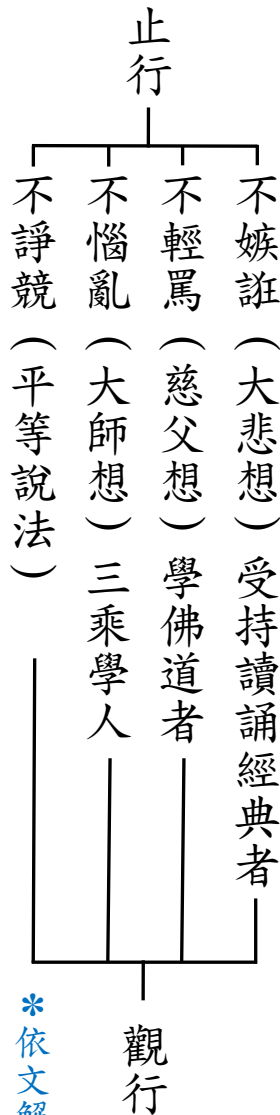 止行
不嫉誑（大悲想）受持讀誦經典者
不輕罵（慈父想）學佛道者
不惱亂（大師想）三乘學人
不諍競（平等說法）
觀行
*依文解